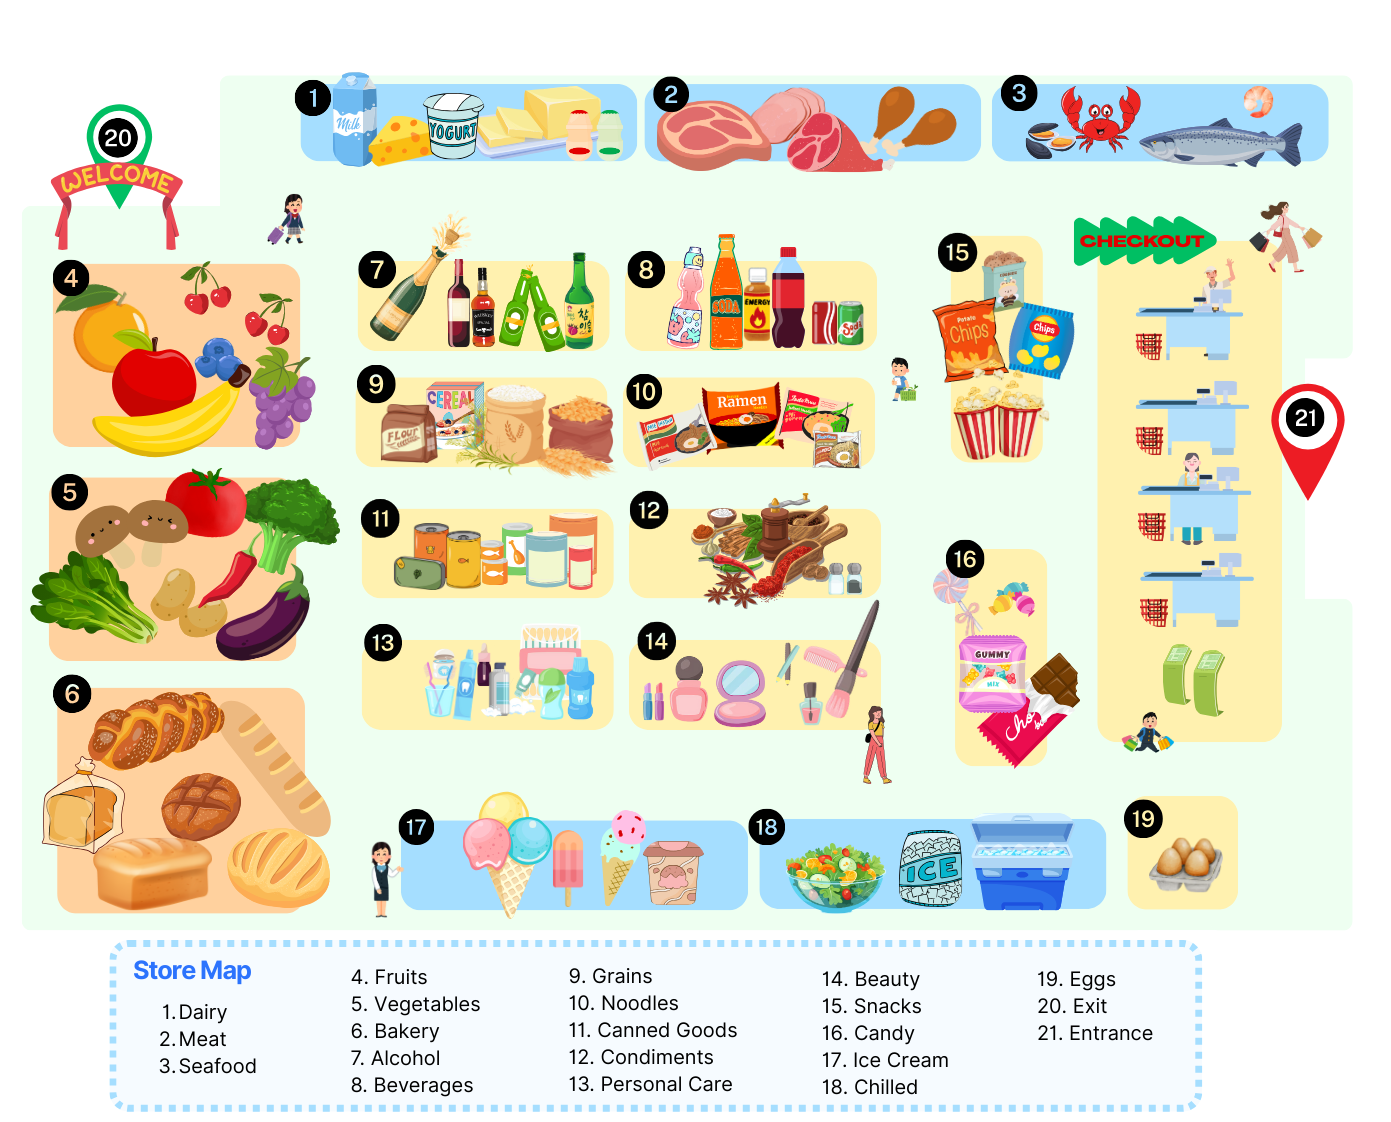 1
Milk
YOGURT
2
3
20
WELCOME
CHECKOUT
4
7
WHISKEY
참
이슬
8
SODA
ENERGY
Soda
15
Potato
Chips
Chips
9
CEREAL
FLOUR
10
Ramen
21
5
11
12
16
GUMMY
MIX
13
14
6
17
18
ICE
19
Store Map
1. Dairy
2. Meat
3. Seafood
4. Fruits
5. Vegetables
6. Bakery
7. Alcohol
8. Beverages
9. Grains
10. Noodles
11. Canned Goods
12. Condiments
13. Personal Care
14. Beauty
15. Snacks
16. Candy
17. Ice Cream
18. Chilled
19. Eggs
20. Exit
21. Entrance